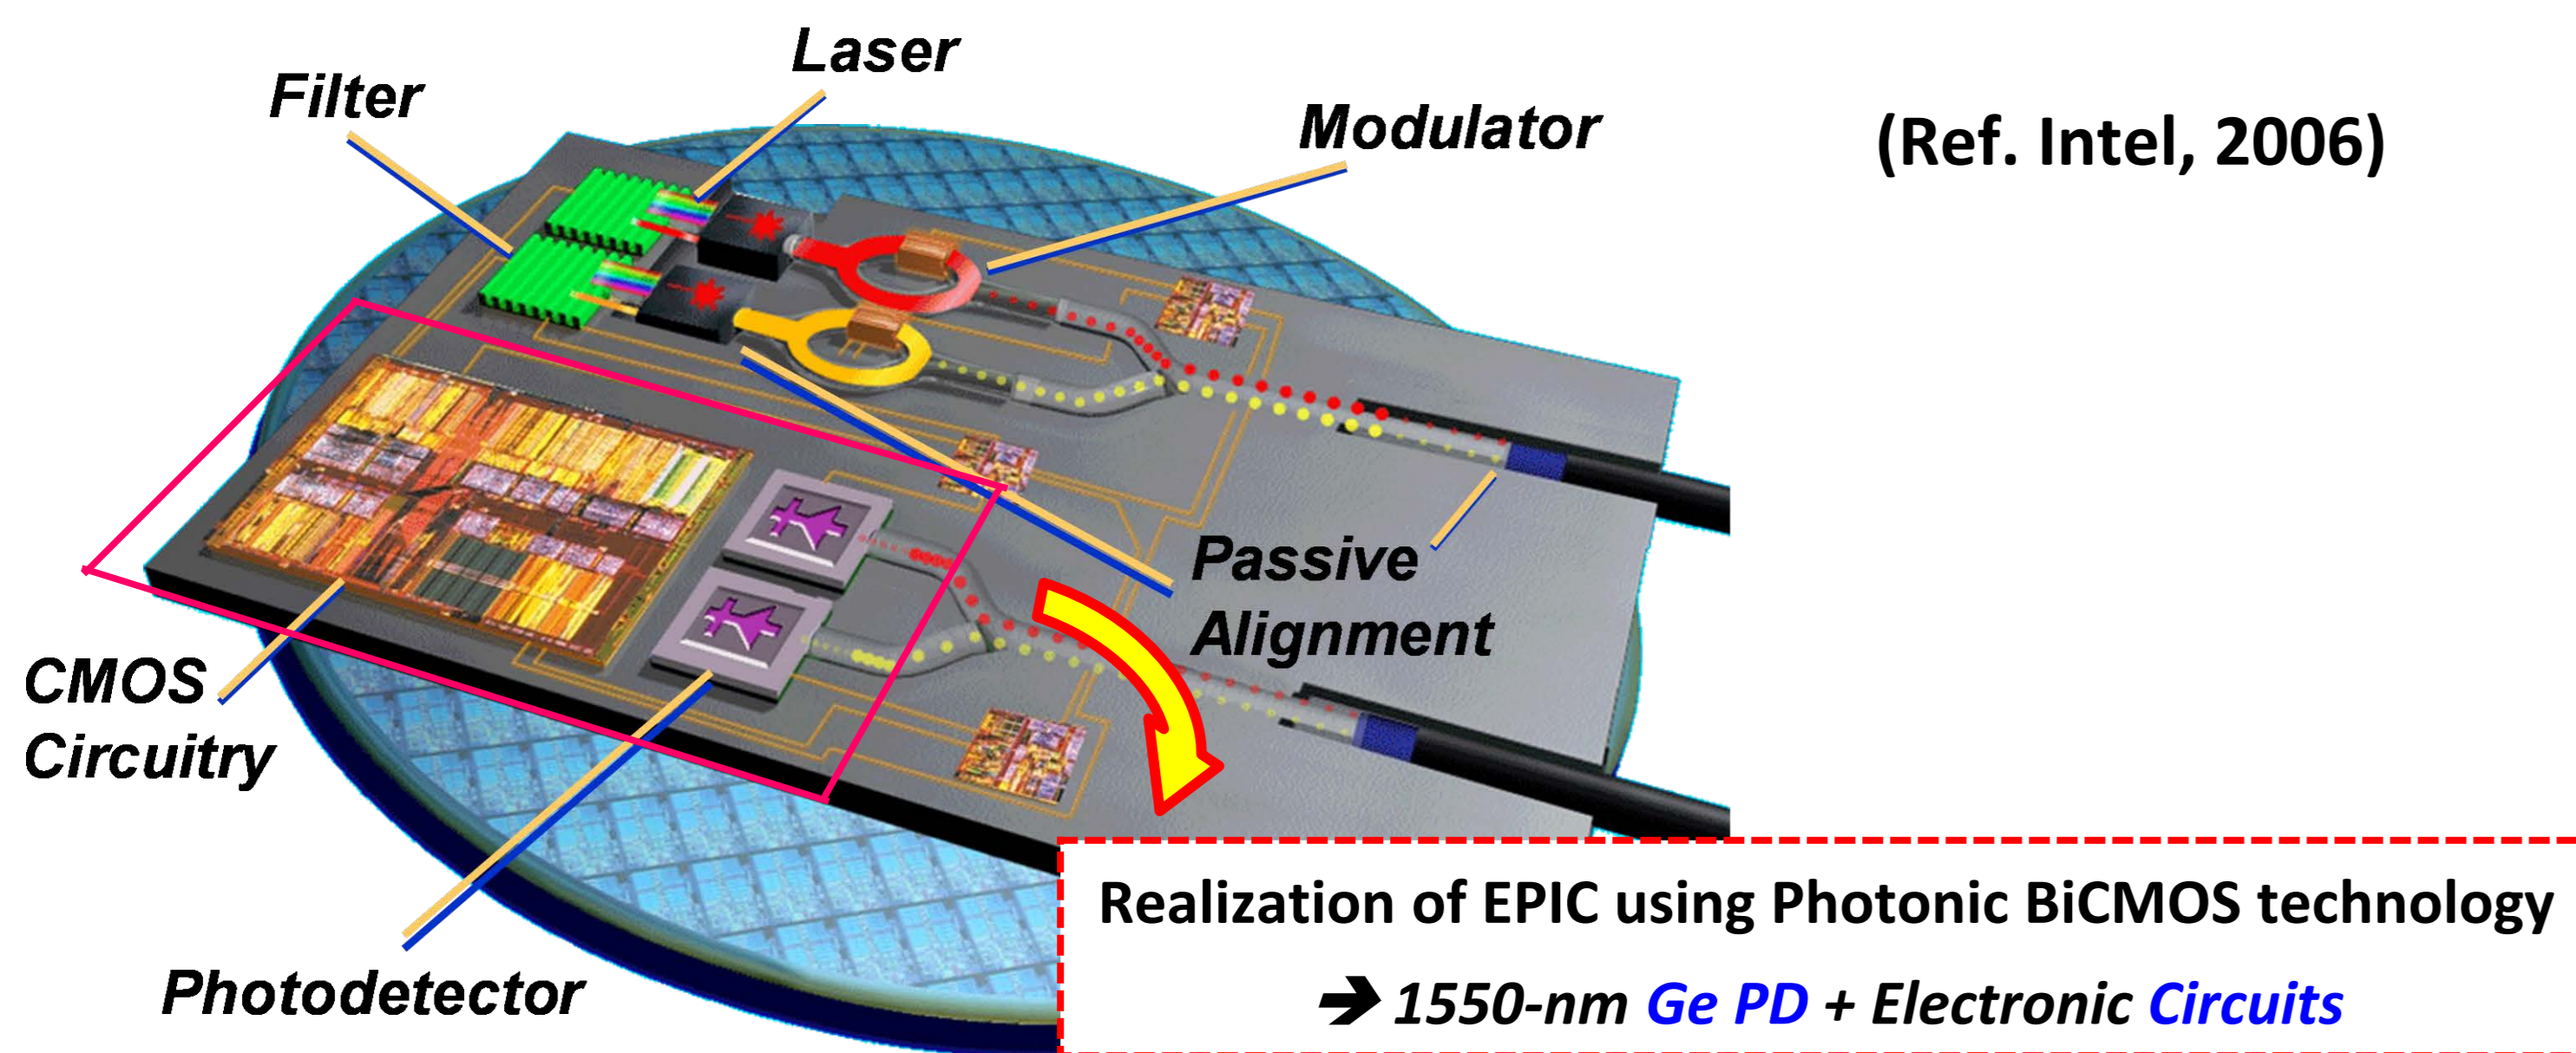 Laser
Filter
Modulator
(Ref. Intel, 2006)
Passive
Alignment
CMOS
Circuitry
Photodetector
Realization of EPIC using Photonic BiCMOS technology
➔ 1550-nm Ge PD + Electronic Circuits